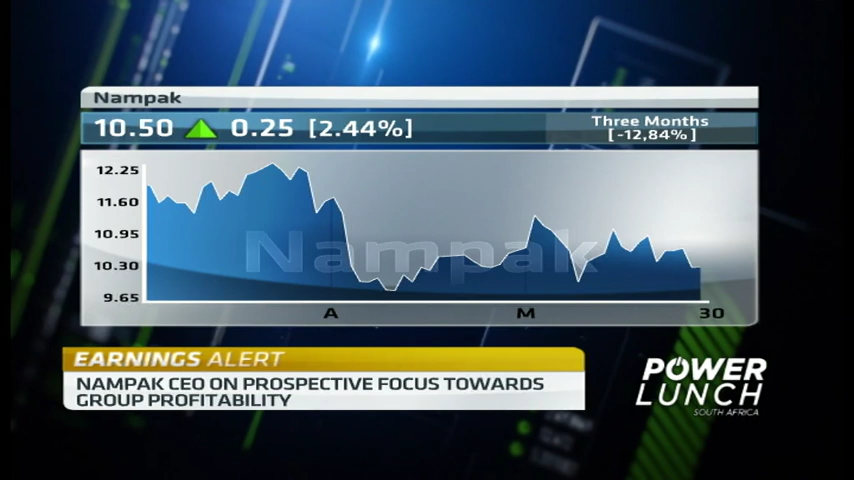 Nampak
10.50 0.25 [2.44%]
Three Months
[-12,84%]
12.25
11.60
10.95
10.30
9.65
Nampak
A M 30
EARNINGS ALERT
NAMPAK CEO ON PROSPECTIVE FOCUS TOWARDS
GROUP PROFITABILITY
POWER
LUNCH
SOUTH AFRICA